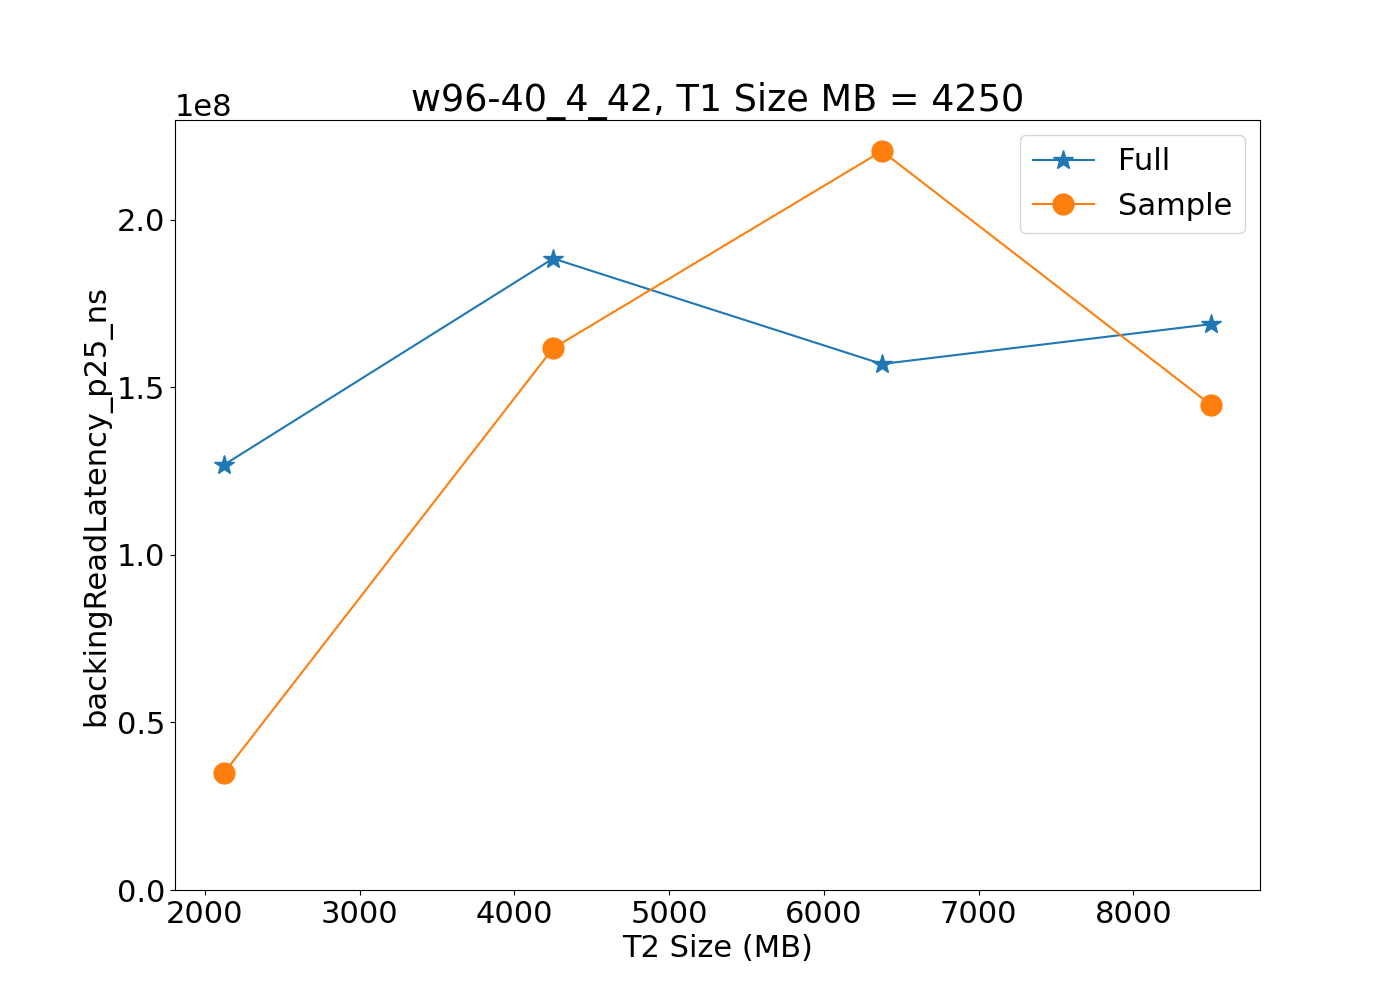 w96-40_4_42, T1 Size MB = 4250
1e8
Full
Sample
2.0
1.5
1.0
0.5
0.0
backingReadLatency_p25_ns
2000 3000 4000 5000 6000 7000 8000
T2 Size (MB)